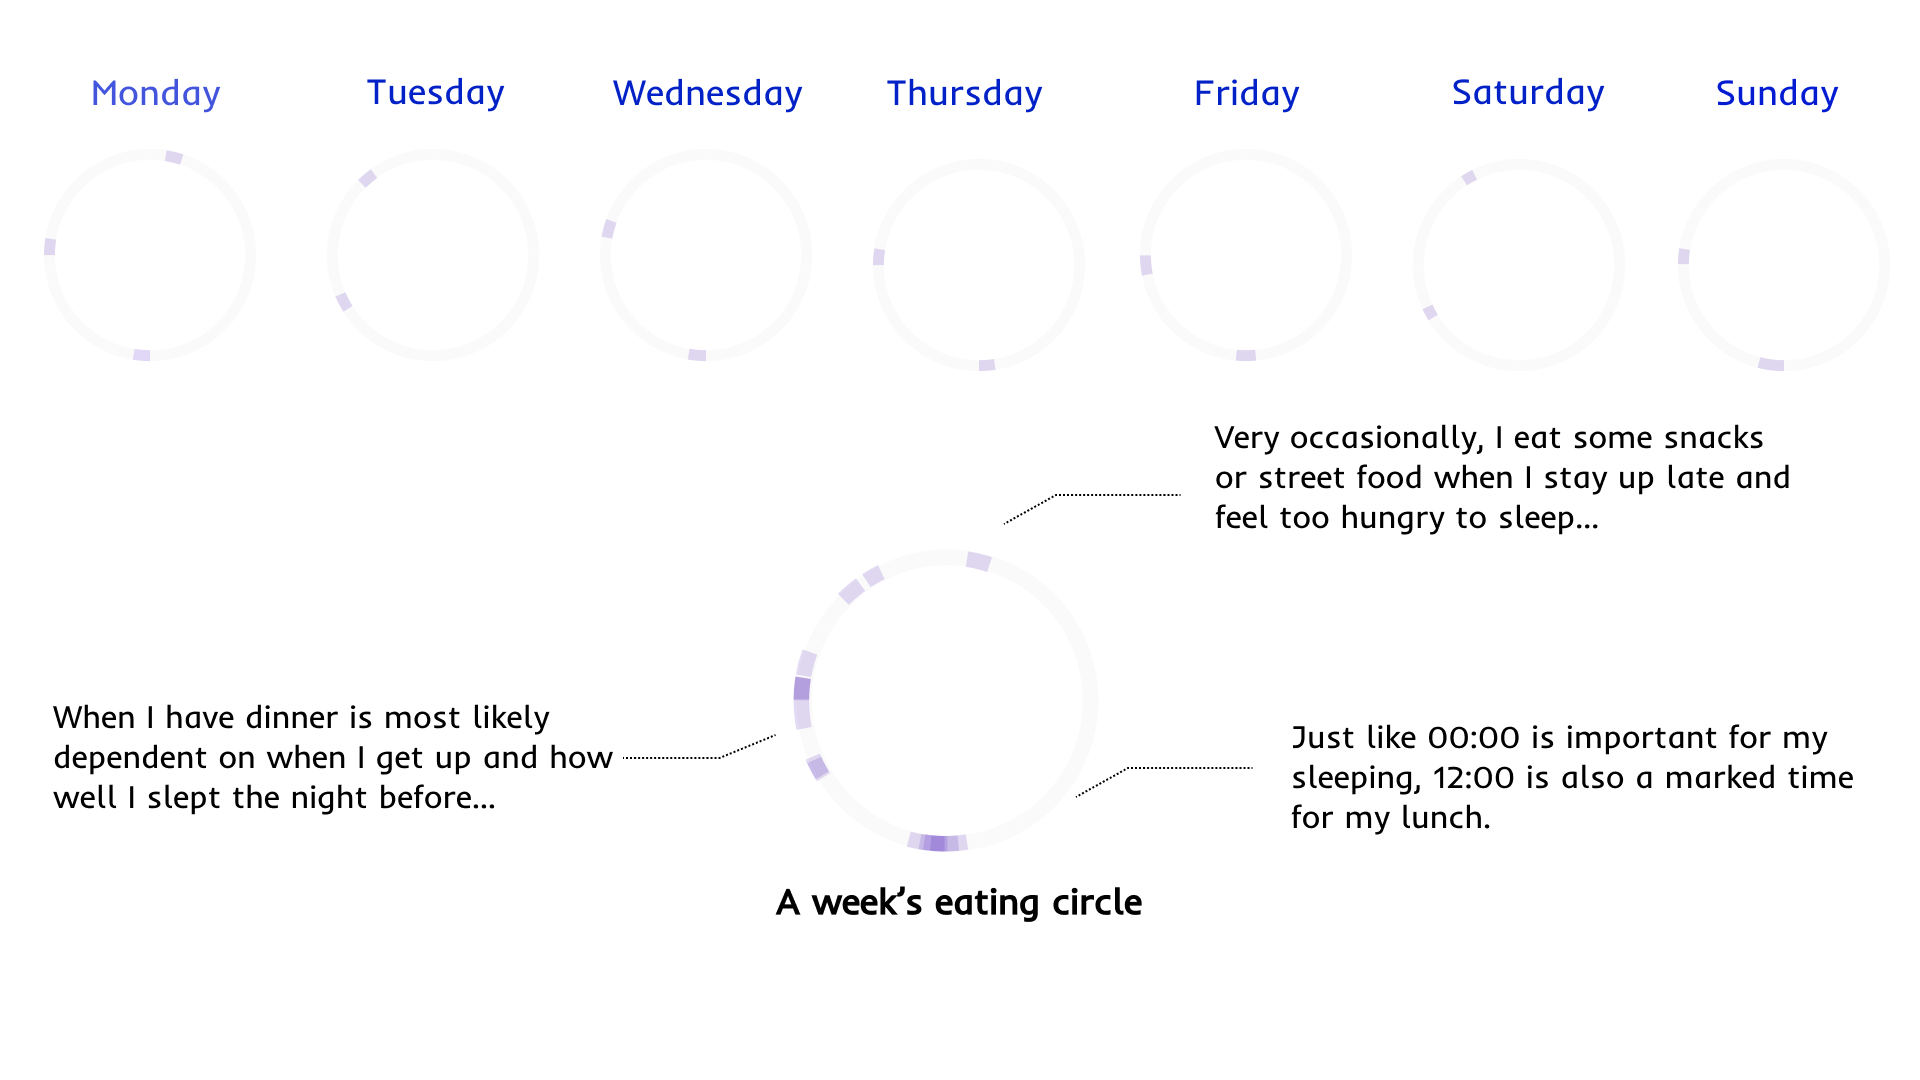 Monday
Tuesday
Wednesday
Thursday
Friday
Saturday
Sunday
Very occasionally, I eat some snacks
or street food when I stay up late and
feel too hungry to sleep...
When I have dinner is most likely
dependent on when I get up and how
well I slept the night before...
Just like 00:00 is important for my
sleeping, 12:00 is also a marked time
for my lunch.
A week’s eating circle